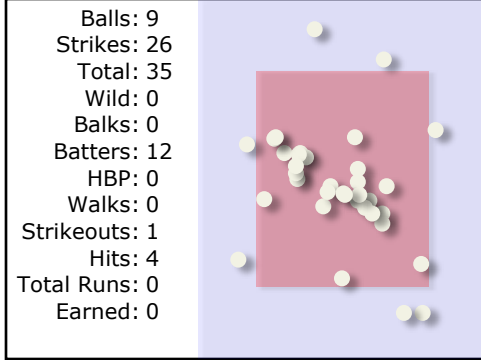 Balls: 9
Strikes: 26
Total: 35
Wild: 0
Balks: 0
Batters: 12
HBP: 0
Walks: 0
Strikeouts: 1
Hits: 4
Total Runs: 0
Earned: 0